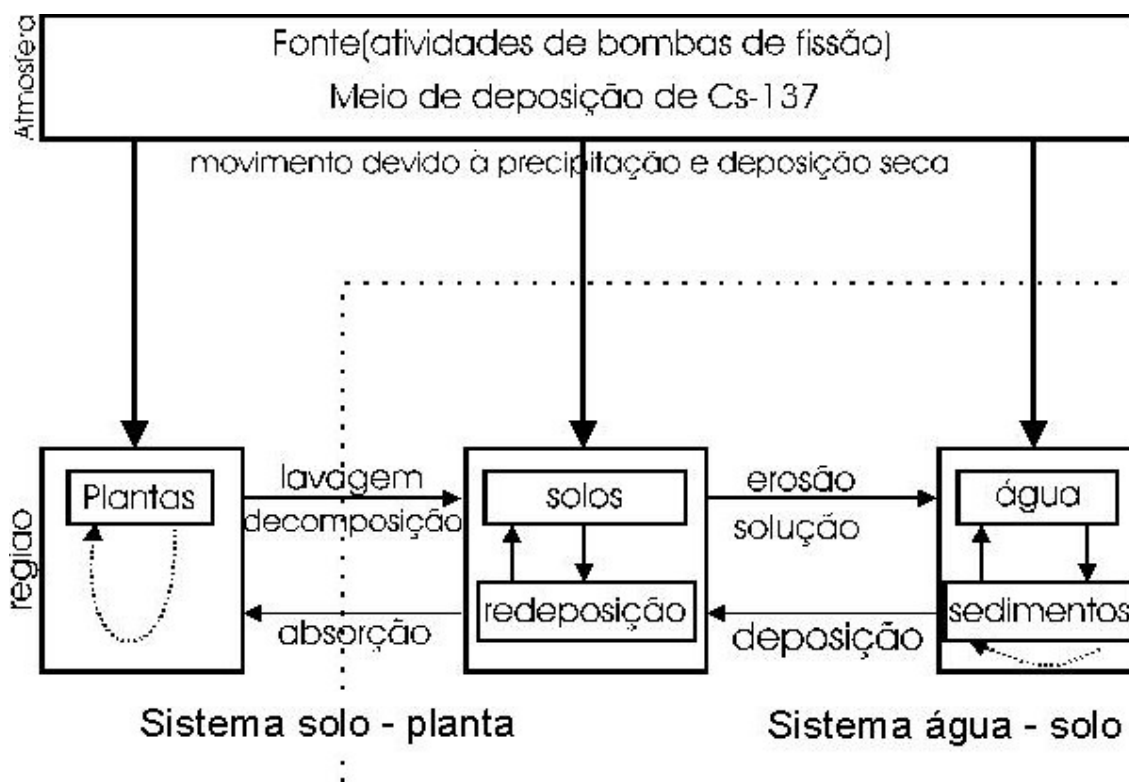 Atmosfera
Fonte(atividades de bombas de fissão)
Meio de deposição de Cs-137
movimento devido à precipitação e deposição seca
região
Plantas
lavagem
decomposição
absorção
solos
redeposição
erosão
solução
deposição
água
sedimentos
Sistema solo - planta
Sistema água - solo